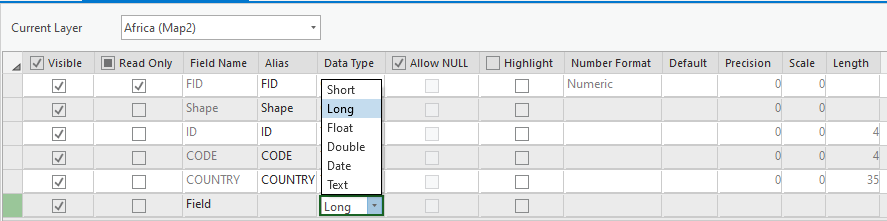 Current Layer Africa (Map2)
Visible Read Only Field Name Alias Data Type Allow NULL Highlight Number Format Default Precision Scale Length
FID FID Short Numeric 0 0
Shape Shape Long 0 0
ID ID Float 0 0 4
Double
CODE CODE Date 0 0 4
COUNTRY COUNTRY Text 0 0 35
Field Long